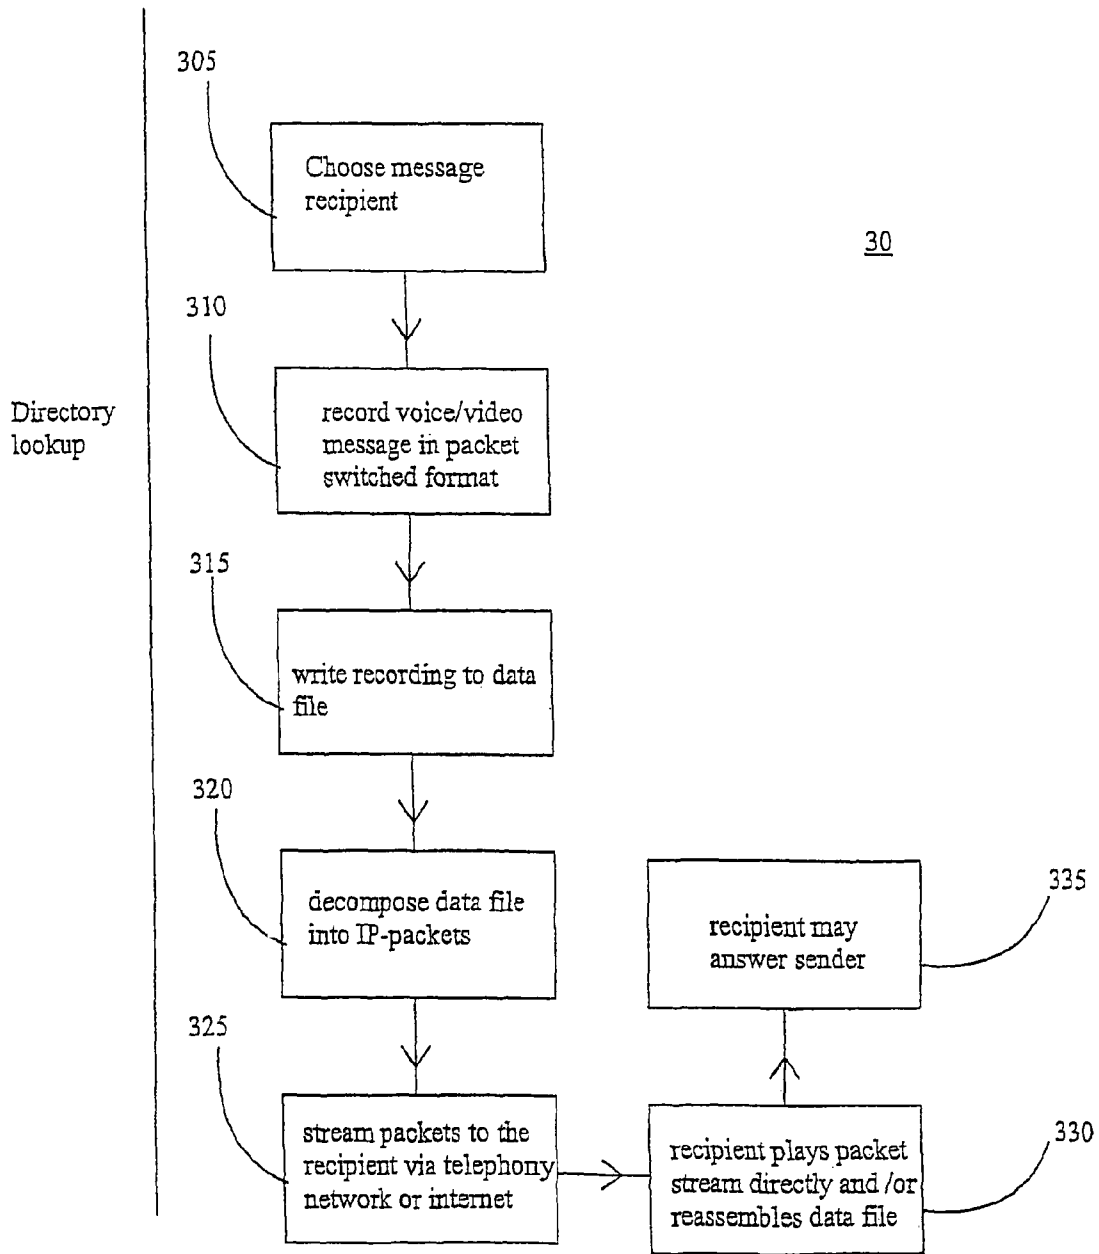 305
Choose message
recipient
30
310
Directory
lookup
record voice/video
message in packet
switched format
315
write recording to data
file
320
decompose data file
into IP-packets
335
recipient may
answer sender
325
stream packets to the
recipient via telephony
network or internet
330
recipient plays packet
stream directly and /or
reassembles data file